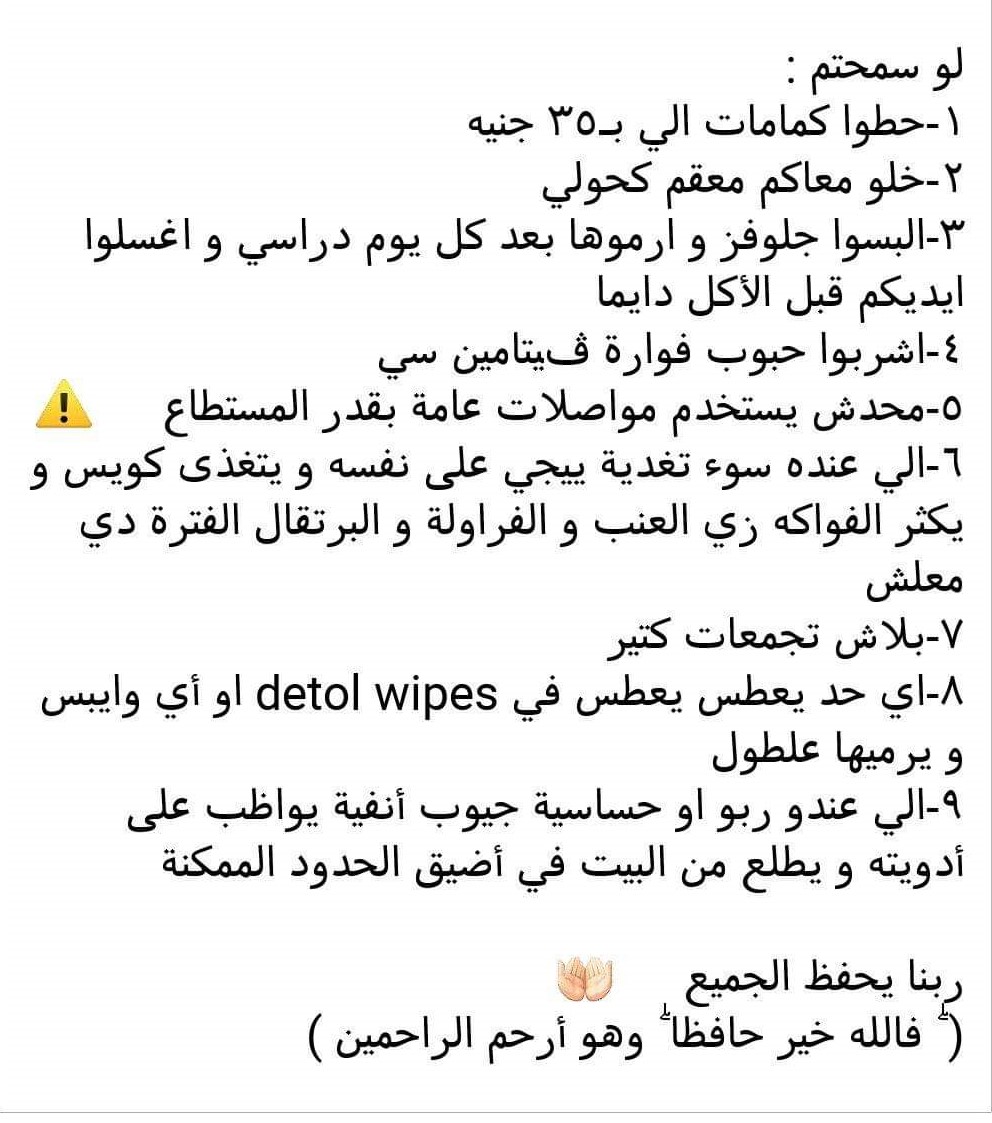 لو سمحتم :
١-حطوا كمامات الي بـ٣٥ جنيه
٢-خلو معاكم معقم كحولي
٣-البسوا جلوفز و ارموها بعد كل يوم دراسي و اغسلوا
ايديكم قبل الأكل دايما
٤-اشربوا حبوب فوارة ڤيتامين سي
٥-محدش يستخدم مواصلات عامة بقدر المستطاع ⚠️
٦-الي عنده سوء تغدية ييجي على نفسه و يتغذى كويس و
يكثر الفواكه زي العنب و الفراولة و البرتقال الفترة دي
معلش
٧-بلاش تجمعات كتير
٨-اي حد يعطس يعطس في detol wipes او أي وايبس
و يرميها علطول
٩-الي عندو ربو او حساسية جيوب أنفية يواظب على
أدويته و يطلع من البيت في أضيق الحدود الممكنة
ربنا يحفظ الجميع 🤲🏻
(ۖ فالله خير حافظا ۖ وهو أرحم الراحمين )